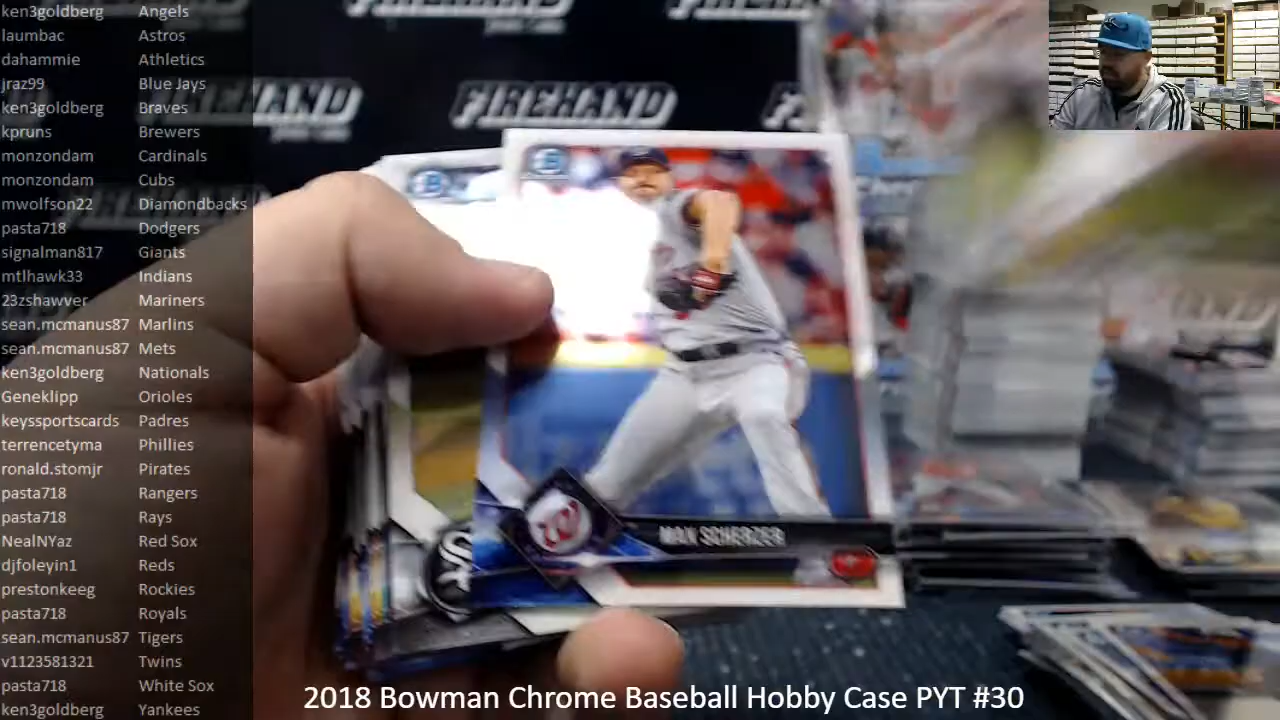 ken3goldberg Angels
laumbac Astros
dahammie Athletics
jraz99 Blue Jays
ken3goldberg Braves
kpruns Brewers
monzondam Cardinals
monzondam Cubs
mwolfson22 Diamondbacks
pasta718 Dodgers
signalman817 Giants
mtlhawk33 Indians
23zshawver Mariners
sean.mcmanus87 Marlins
sean.mcmanus87 Mets
ken3goldberg Nationals
Geneklipp Orioles
keyssportscards Padres
terrencetyma Phillies
ronald.stomjr Pirates
pasta718 Rangers
pasta718 Rays
NealNYaz Red Sox
djfoleyin1 Reds
prestonkeeg Rockies
pasta718 Royals
sean.mcmanus87 Tigers
v1123581321 Twins
pasta718 White Sox
ken3goldberg Yankees
FIREHAND
MAX SCHERZER
2018 Bowman Chrome Baseball Hobby Case PYT #30